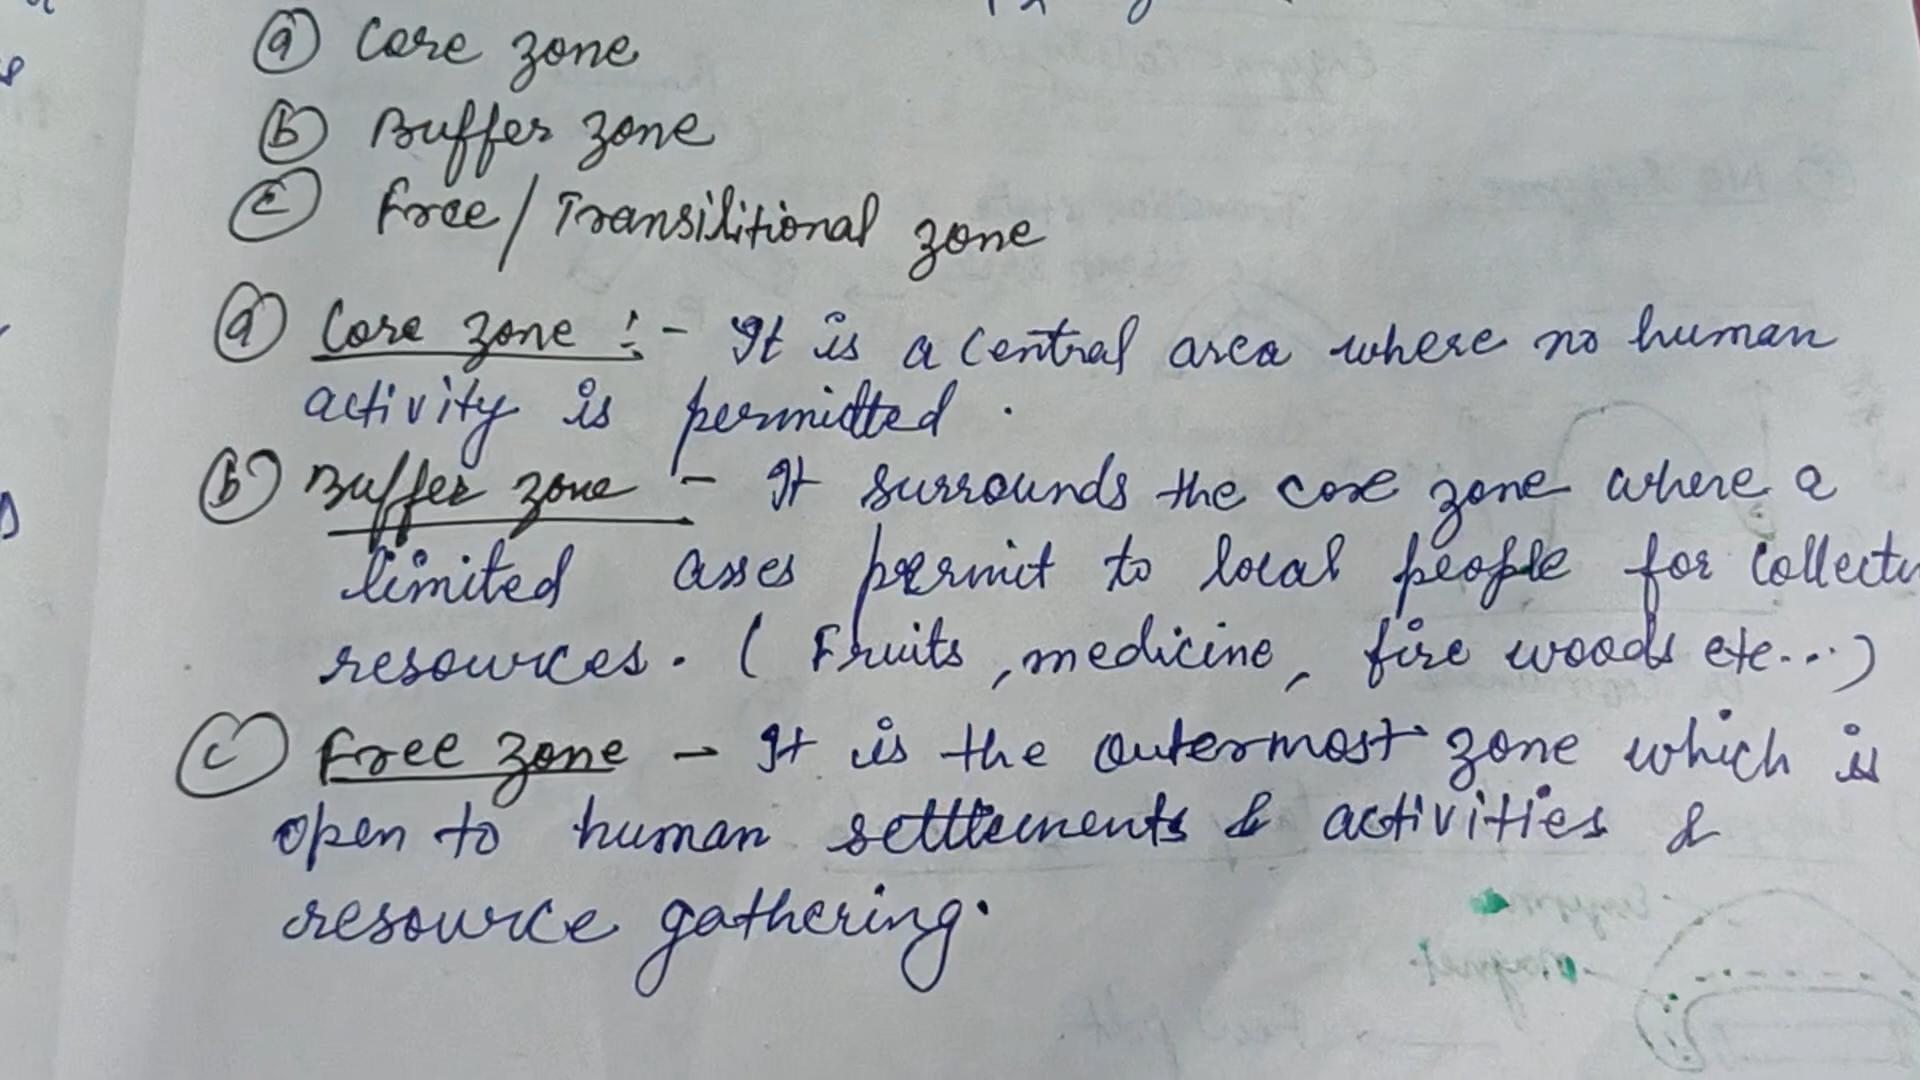 (a) Core zone
(b) Buffer zone
(c) Free/Transilitional zone
(a) Core zone :- It is a central area where no human
activity is permitted.
(b) Buffer zone - It surrounds the core zone where a
limited asses permit to local people for collecti
resources. (Fruits, medicine, fire woods etc...)
(c) Free zone - It is the outermost zone which is
open to human settlements & activities &
resource gathering.